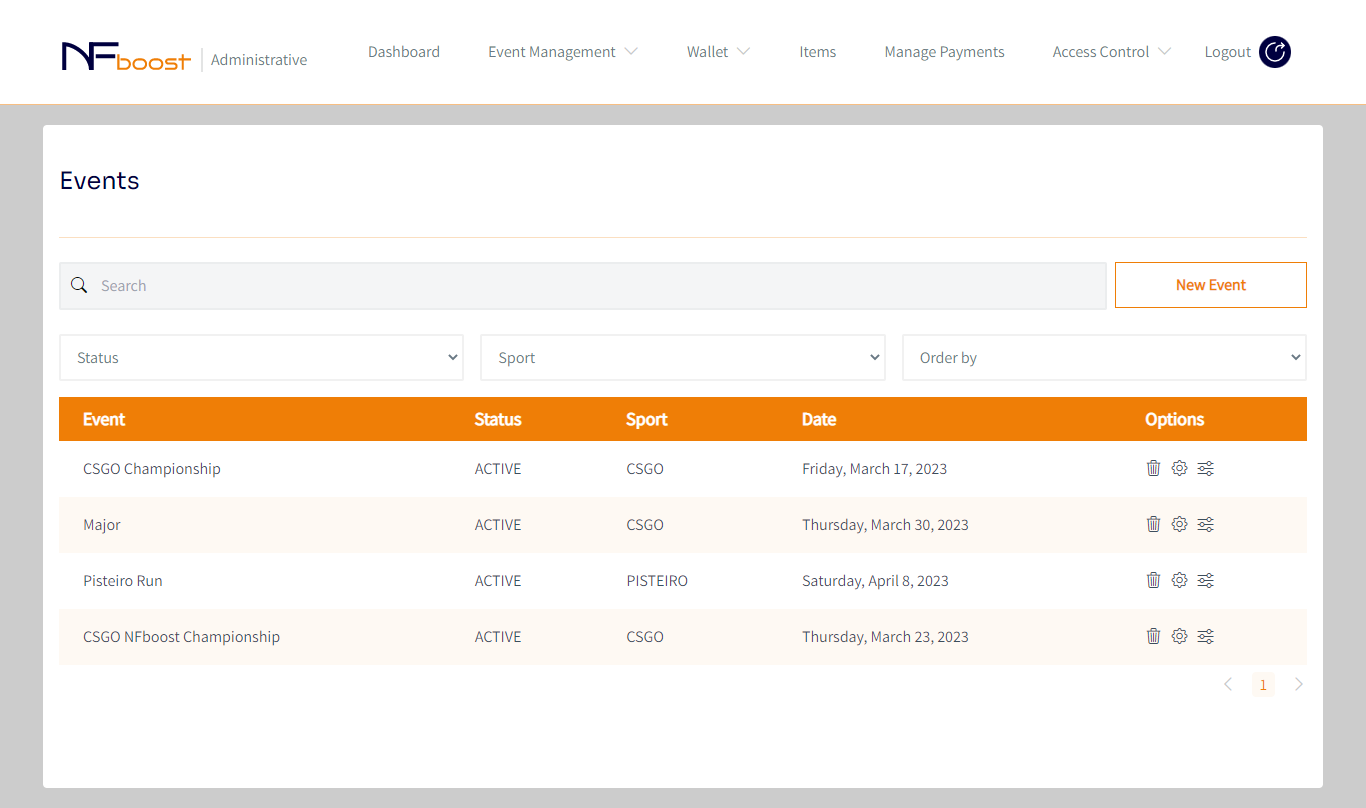 NFboost Administrative Dashboard Event Management Wallet Items Manage Payments Access Control Logout
Events
Search New Event
Status Sport Order by
Event Status Sport Date Options
CSGO Championship ACTIVE CSGO Friday, March 17, 2023
Major ACTIVE CSGO Thursday, March 30, 2023
Pisteiro Run ACTIVE PISTEIRO Saturday, April 8, 2023
CSGO NFboost Championship ACTIVE CSGO Thursday, March 23, 2023
1